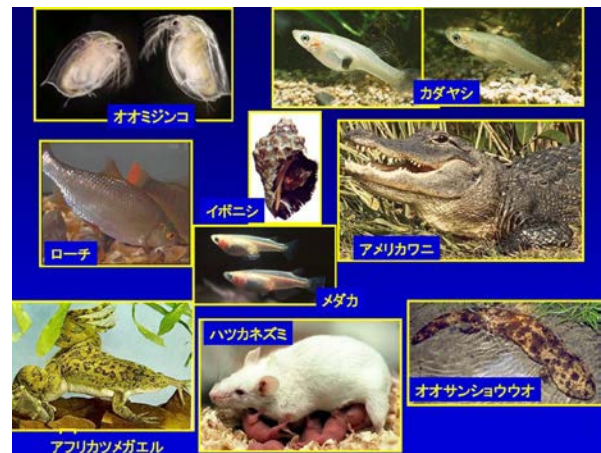 オオミジンコ
カダヤシ
イボニシ
ローチ
アメリカワニ
メダカ
ハツカネズミ
オオサンショウウオ
アフリカツメガエル